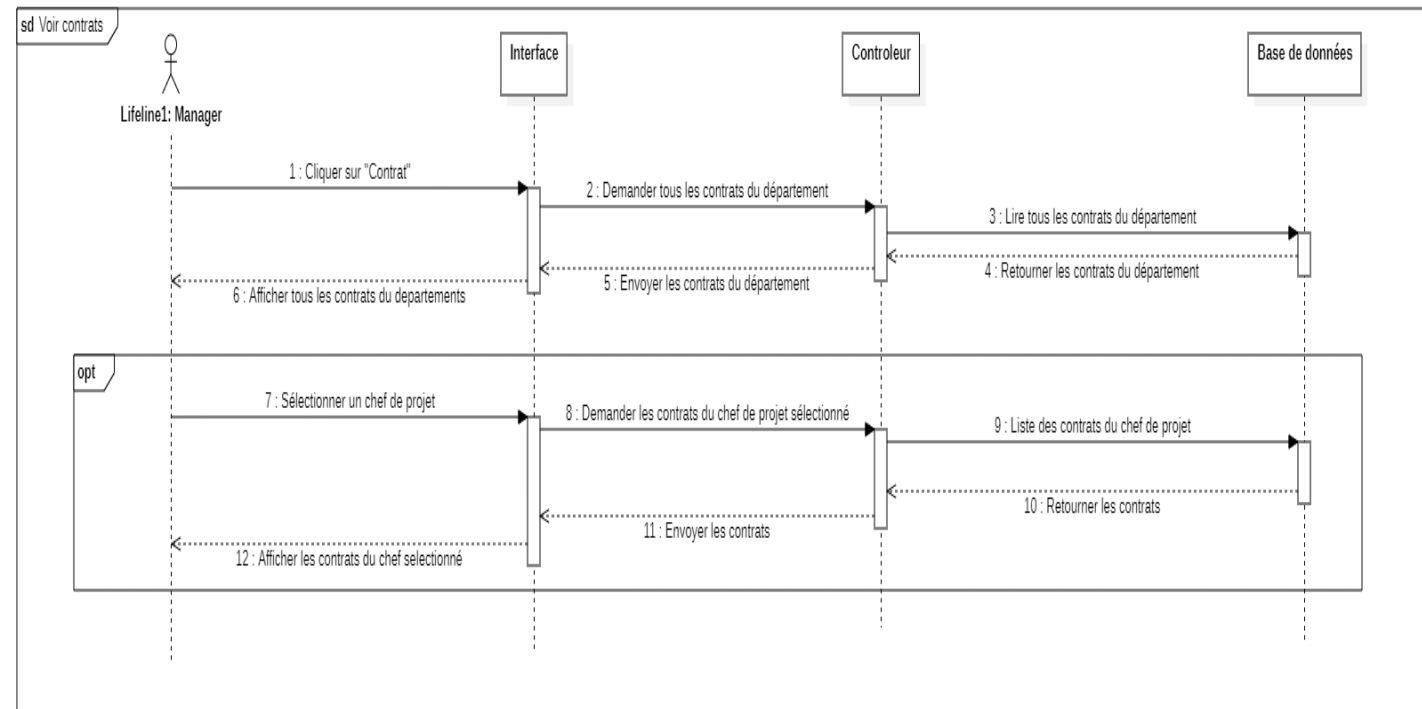 sd Voir contrats
Interface
Controleur
Base de données
Lifeline1: Manager
1 : Cliquer sur "Contrat"
2 : Demander tous les contrats du département
3 : Lire tous les contrats du département
4 : Retourner les contrats du département
5 : Envoyer les contrats du département
6 : Afficher tous les contrats du departements
opt
7 : Sélectionner un chef de projet
8 : Demander les contrats du chef de projet sélectionné
9 : Liste des contrats du chef de projet
10 : Retourner les contrats
11 : Envoyer les contrats
12 : Afficher les contrats du chef selectionné